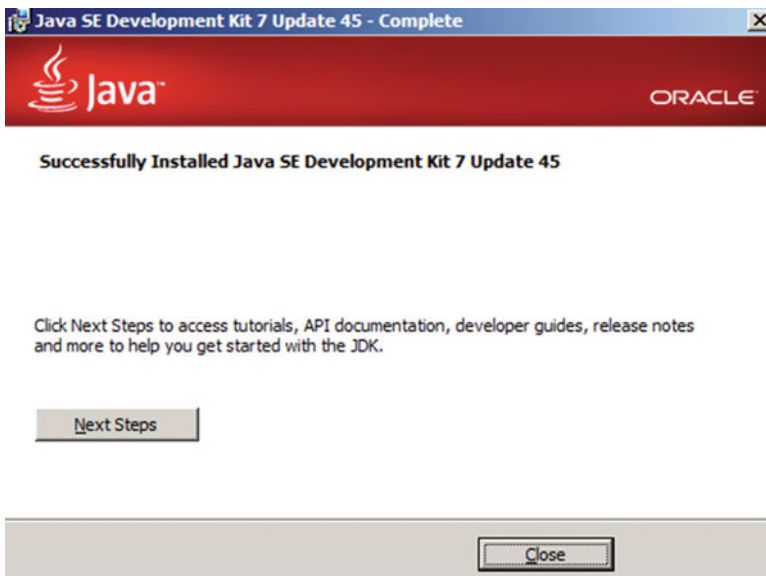 Java SE Development Kit 7 Update 45 - Complete
Java™
ORACLE
Successfully Installed Java SE Development Kit 7 Update 45
Click Next Steps to access tutorials, API documentation, developer guides, release notes
and more to help you get started with the JDK.
Next Steps
Close